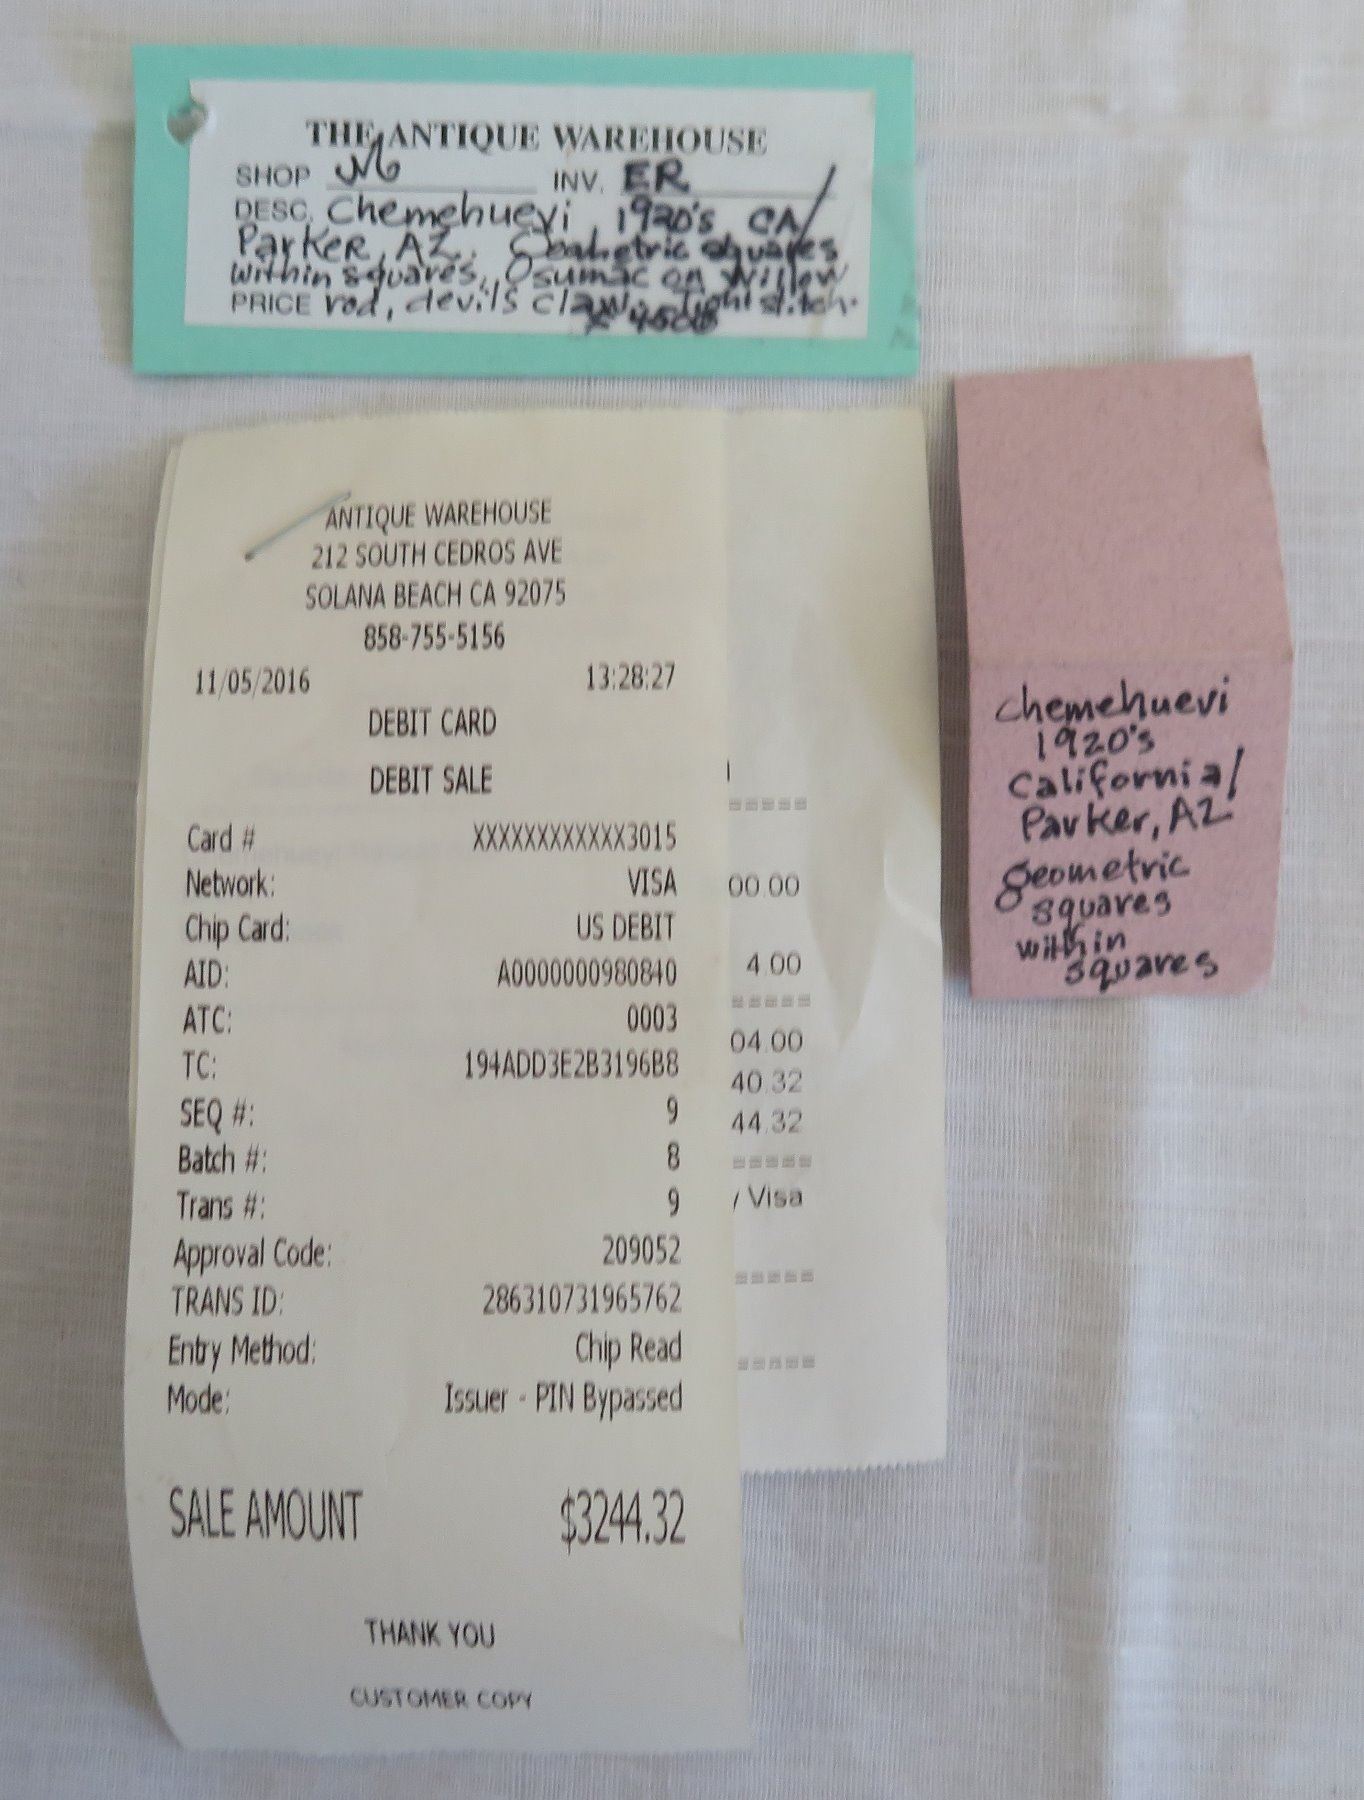 THE ANTIQUE WAREHOUSE
SHOP M INV. ER
DESC. Chemehuevi 1920's CA/
Parker, AZ. Geometric squares
within squares, sumac on willow
PRICE rod, devils claw, tight stitch.
ANTIQUE WAREHOUSE
212 SOUTH CEDROS AVE
SOLANA BEACH CA 92075
858-755-5156
11/05/2016 13:28:27
DEBIT CARD
DEBIT SALE
Card # XXXXXXXXXXXX3015
Network: VISA
Chip Card: US DEBIT
AID: A0000000980840
ATC: 0003
TC: 194ADD3E2B3196B8
SEQ #: 9
Batch #: 8
Trans #: 9
Approval Code: 209052
TRANS ID: 286310731965762
Entry Method: Chip Read
Mode: Issuer - PIN Bypassed
SALE AMOUNT $3244.32
THANK YOU
CUSTOMER COPY
=====
00.00
4.00
=====
04.00
40.32
44.32
=====
/ Visa
=====
=====
chemehuevi
1920's
California/
Parker, AZ
geometric
squares
within
squares